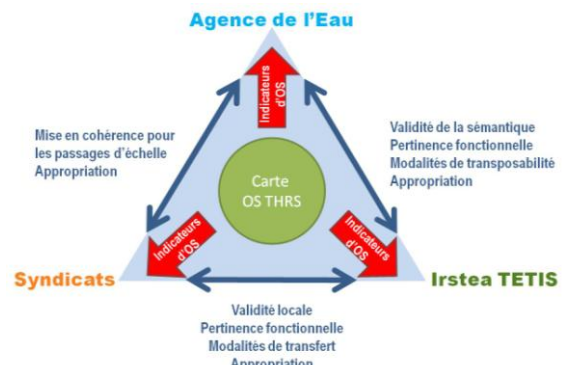 Agence de l'Eau
Indicateurs
d'OS
Mise en cohérence pour
les passages d'échelle
Appropriation
Validité de la sémantique
Pertinence fonctionnelle
Modalités de transposabilité
Appropriation
Carte
OS THRS
Indicateurs
d'OS
Indicateurs
d'OS
Syndicats
Irstea TETIS
Validité locale
Pertinence fonctionnelle
Modalités de transfert
Appropriation